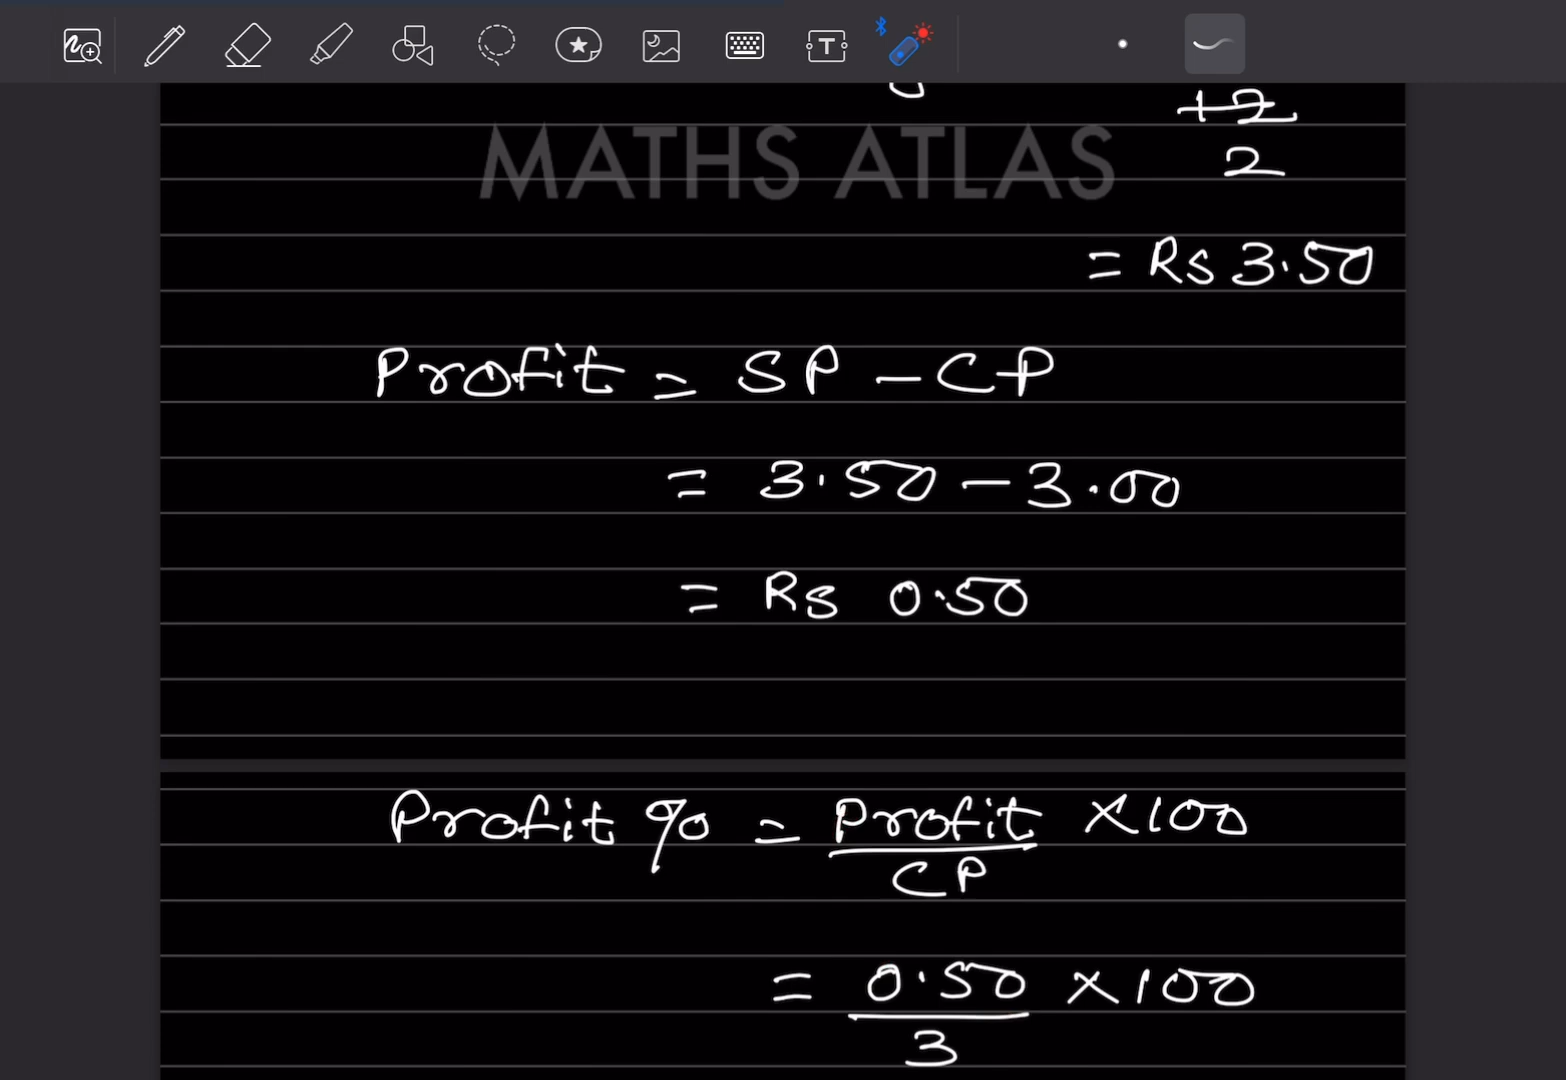 12
MATHS ATLAS
2
= Rs 3.50
Profit = SP - CP
= 3.50 - 3.00
= Rs 0.50
Profit % = Profit × 100
CP
= 0.50 × 100
3